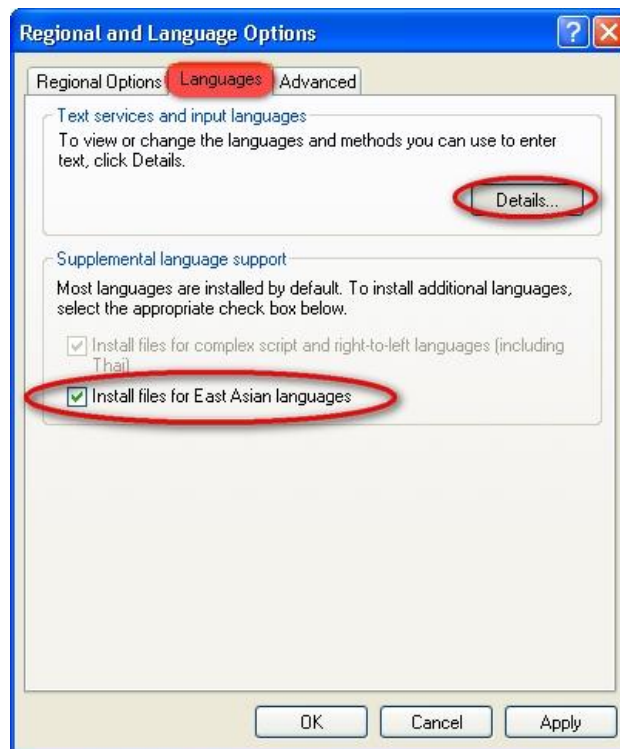 Regional and Language Options
Regional Options Languages Advanced
Text services and input languages
To view or change the languages and methods you can use to enter
text, click Details.
Details...
Supplemental language support
Most languages are installed by default. To install additional languages,
select the appropriate check box below.
Install files for complex script and right-to-left languages (including
Thai)
Install files for East Asian languages
OK Cancel Apply